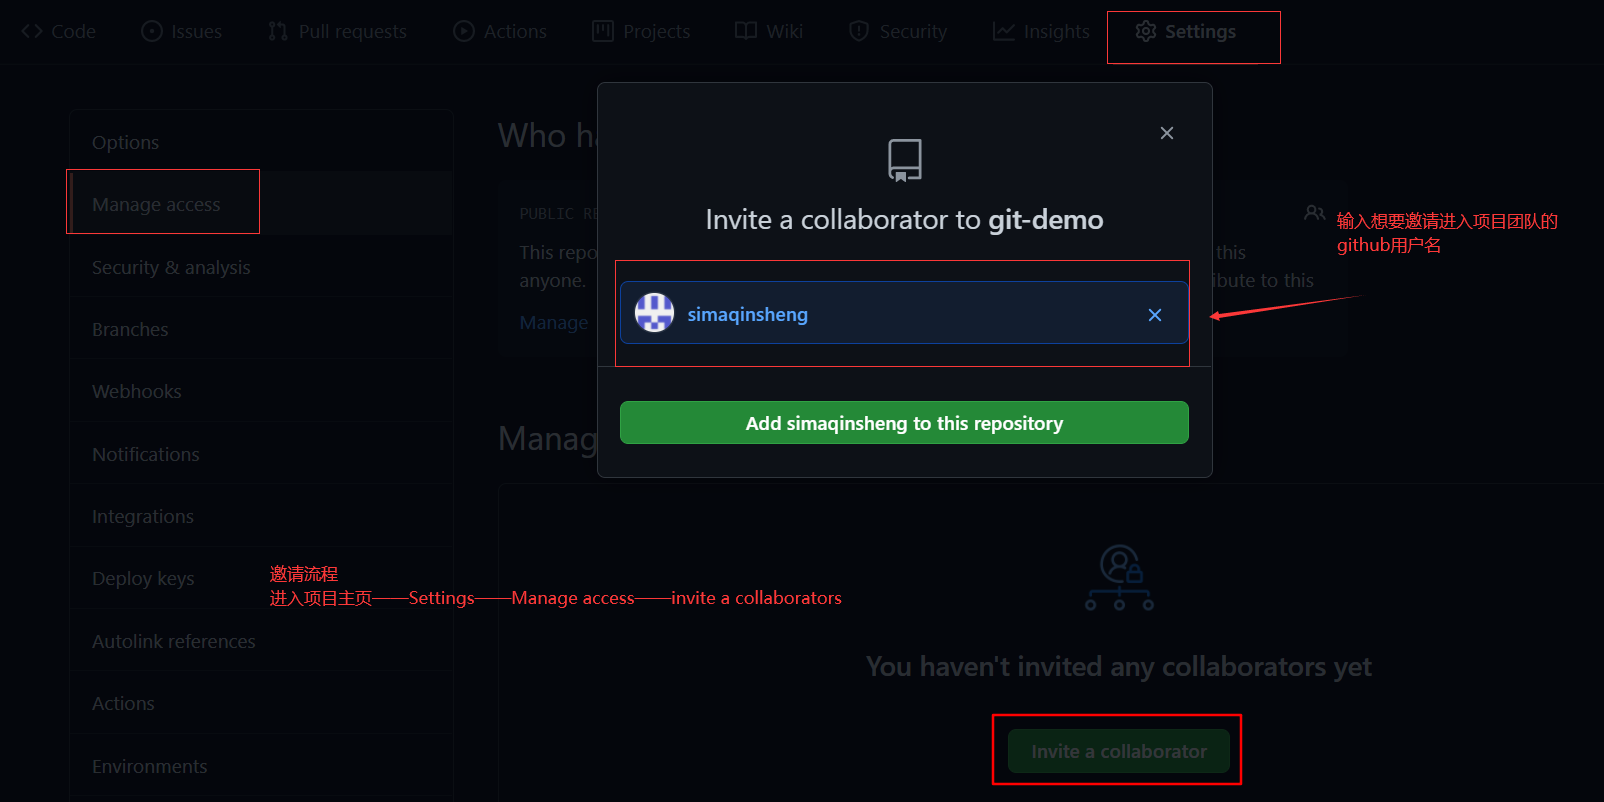 Code Issues Pull requests Actions Projects Wiki Security Insights Settings
Options
Manage access
Security & analysis
Branches
Webhooks
Notifications
Integrations
Deploy keys
Autolink references
Actions
Environments
Who ha
PUBLIC RE
This repo
this
anyone.
ibute to this
Manage
Invite a collaborator to git-demo
simaqinsheng
Add simaqinsheng to this repository
输入想要邀请进入项目团队的
github用户名
Manag
邀请流程
进入项目主页——Settings——Manage access——invite a collaborators
You haven't invited any collaborators yet
Invite a collaborator